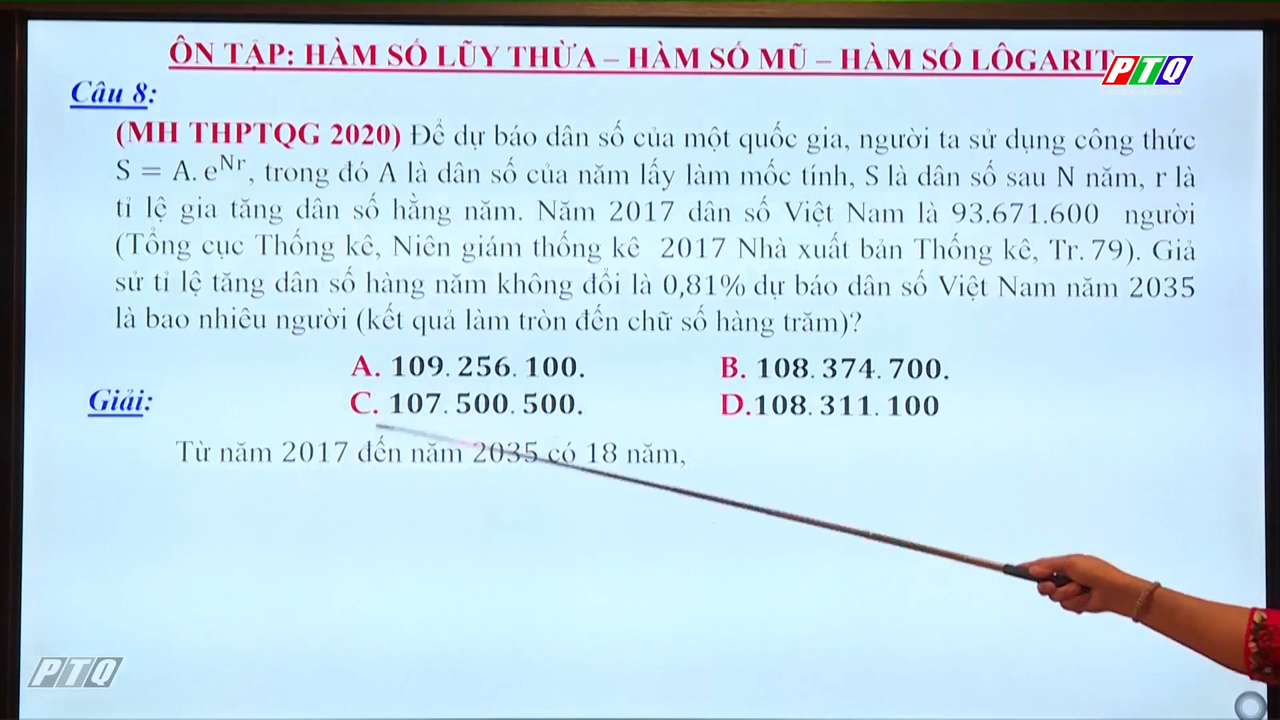 ÔN TẬP: HÀM SỐ LŨY THỪA – HÀM SỐ MŨ – HÀM SỐ LÔGARIT
PTQ
Câu 8:
(MH THPTQG 2020) Để dự báo dân số của một quốc gia, người ta sử dụng công thức
S = A. e^{Nr}, trong đó A là dân số của năm lấy làm mốc tính, S là dân số sau N năm, r là
tỉ lệ gia tăng dân số hằng năm. Năm 2017 dân số Việt Nam là 93.671.600 người
(Tổng cục Thống kê, Niên giám thống kê 2017 Nhà xuất bản Thống kê, Tr. 79). Giả
sử tỉ lệ tăng dân số hàng năm không đổi là 0,81% dự báo dân số Việt Nam năm 2035
là bao nhiêu người (kết quả làm tròn đến chữ số hàng trăm)?
A. 109. 256. 100. B. 108. 374. 700.
Giải:
C. 107. 500. 500. D.108. 311. 100
Từ năm 2017 đến năm 2035 có 18 năm,
PTQ